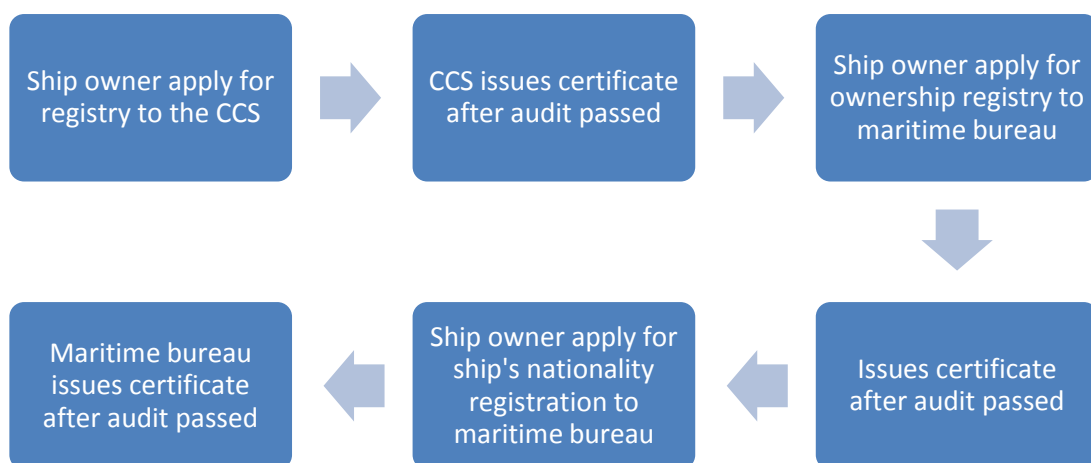 Ship owner apply for
registry to the CCS
CCS issues certificate
after audit passed
Ship owner apply for
ownership registry to
maritime bureau
Issues certificate
after audit passed
Ship owner apply for
ship's nationality
registration to
maritime bureau
Maritime bureau
issues certificate
after audit passed